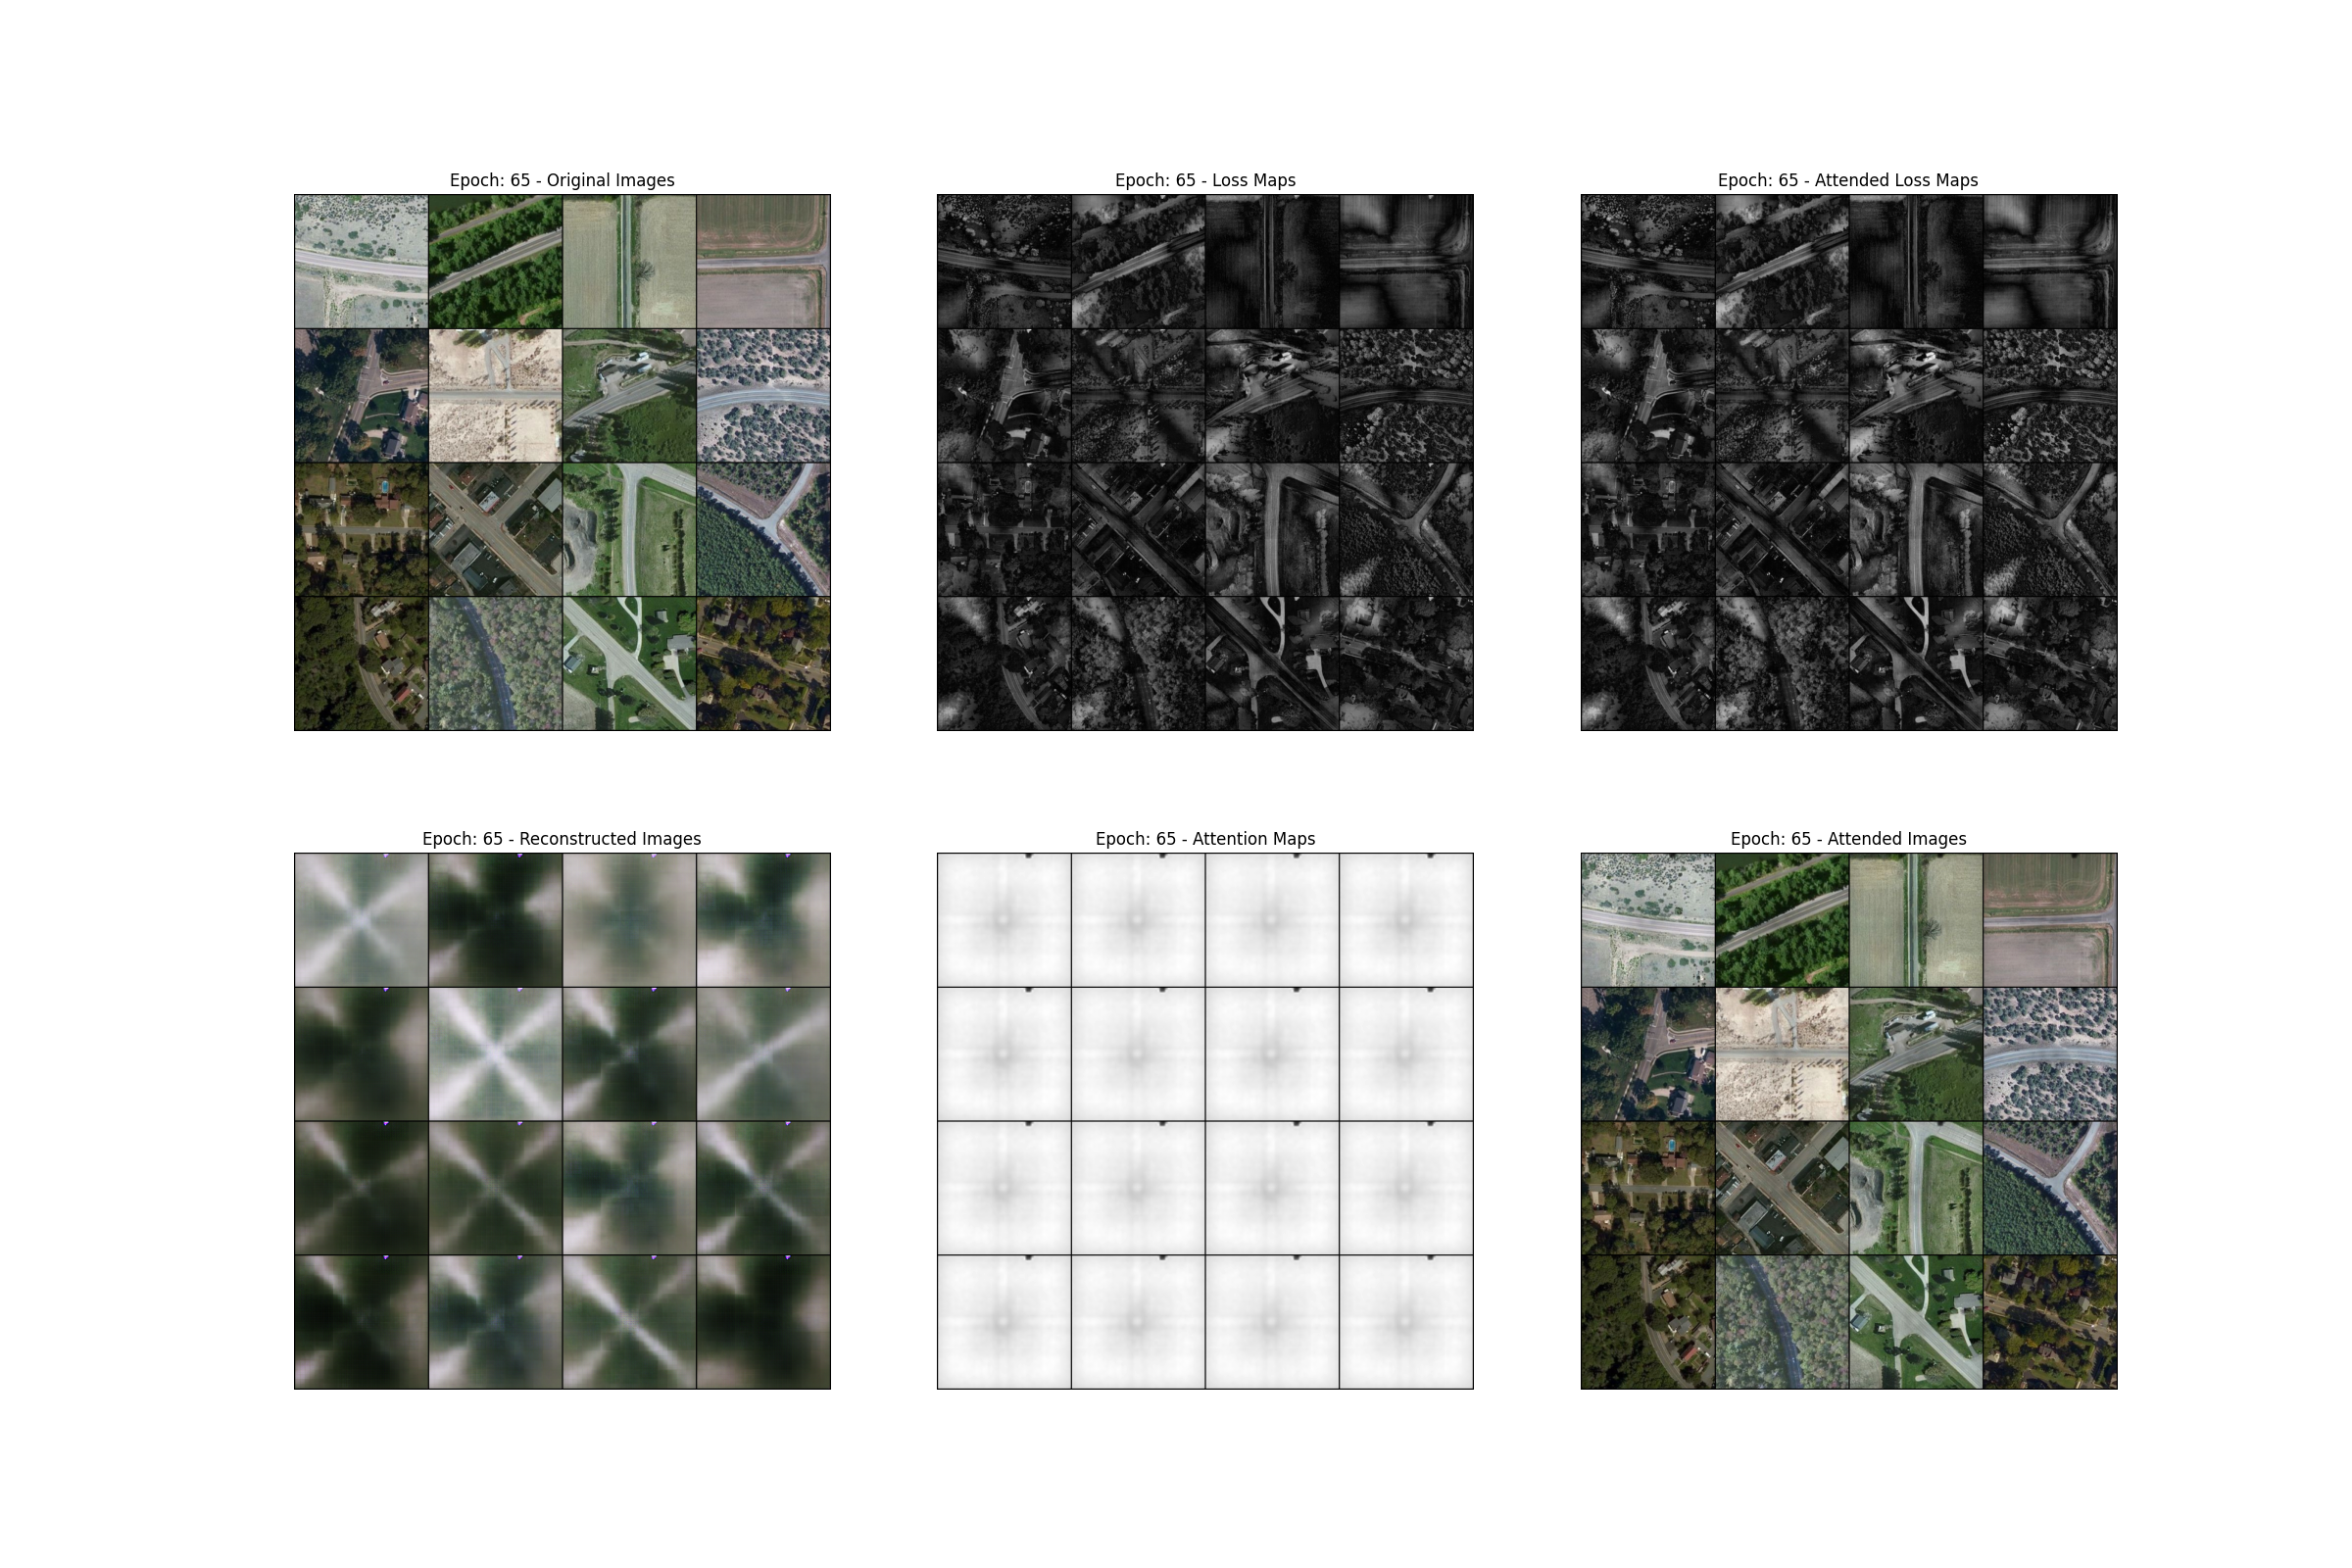 Epoch: 65 - Original Images
Epoch: 65 - Loss Maps
Epoch: 65 - Attended Loss Maps
Epoch: 65 - Reconstructed Images
Epoch: 65 - Attention Maps
Epoch: 65 - Attended Images